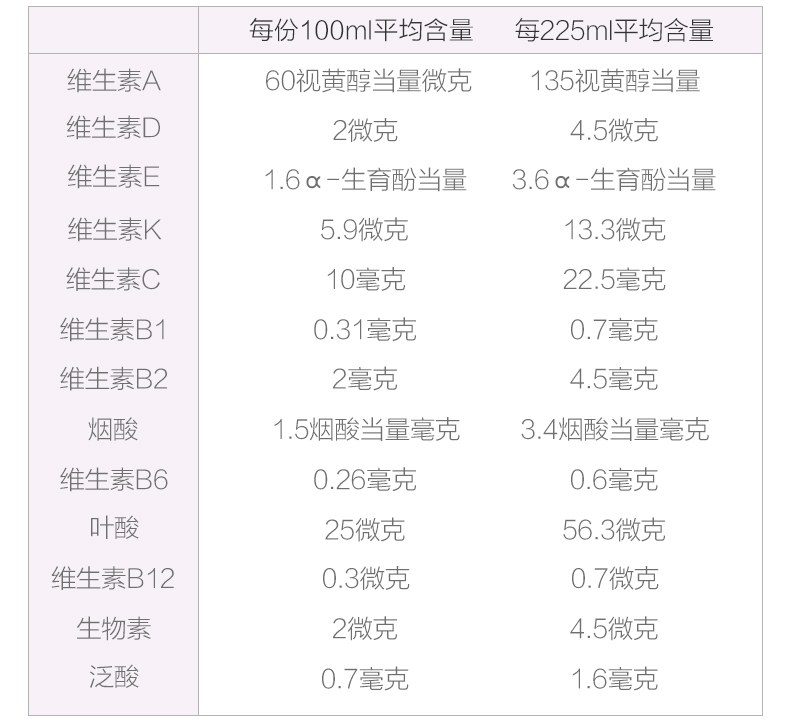 每份100ml平均含量 每225ml平均含量
维生素A 60视黄醇当量微克 135视黄醇当量
维生素D 2微克 4.5微克
维生素E 1.6α-生育酚当量 3.6α-生育酚当量
维生素K 5.9微克 13.3微克
维生素C 10毫克 22.5毫克
维生素B1 0.31毫克 0.7毫克
维生素B2 2毫克 4.5毫克
烟酸 1.5烟酸当量毫克 3.4烟酸当量毫克
维生素B6 0.26毫克 0.6毫克
叶酸 25微克 56.3微克
维生素B12 0.3微克 0.7微克
生物素 2微克 4.5微克
泛酸 0.7毫克 1.6毫克